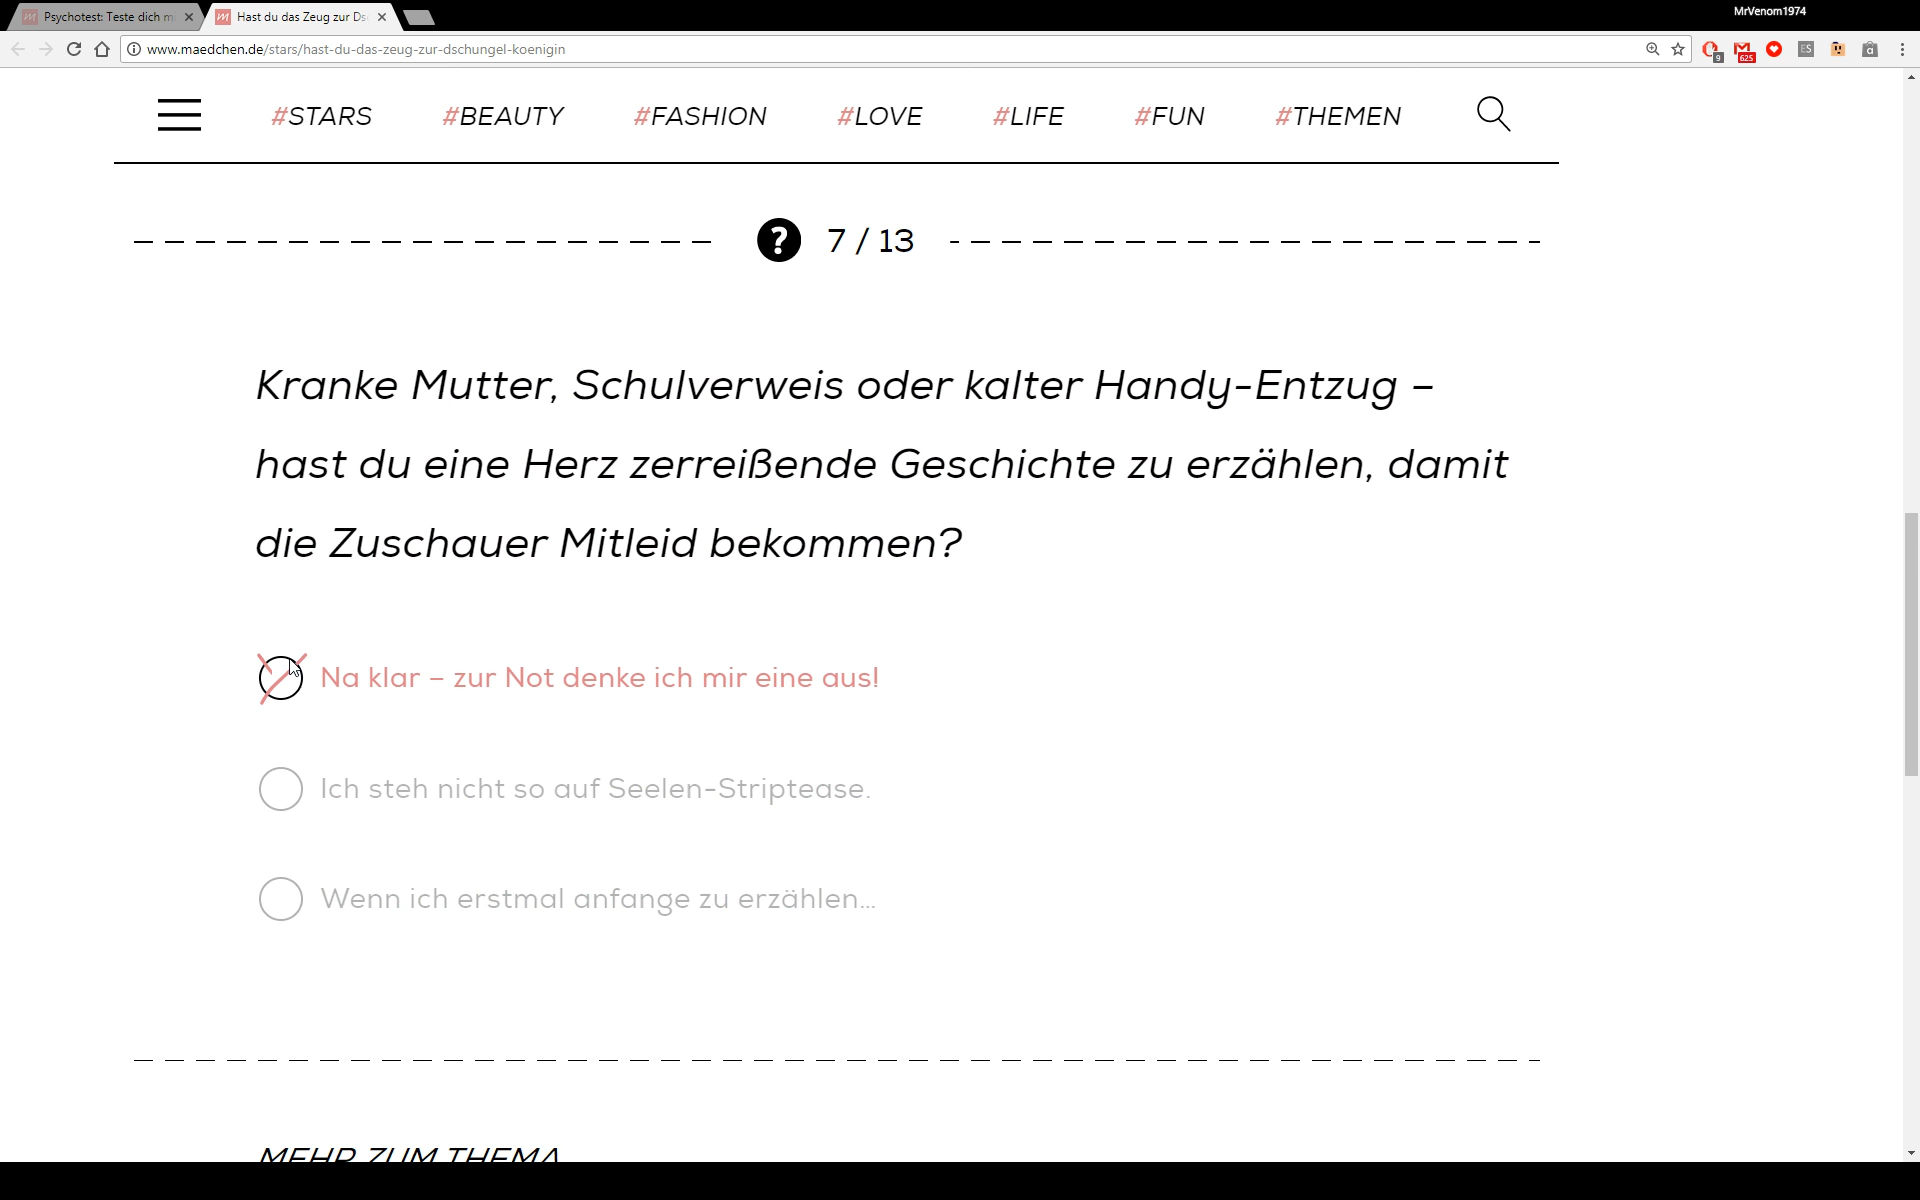 Psychotest: Teste dich m
Hast du das Zeug zur Ds
MrVenom1974
www.maedchen.de/stars/hast-du-das-zeug-zur-dschungel-koenigin
9
625
ES
a
#STARS #BEAUTY #FASHION #LOVE #LIFE #FUN #THEMEN
? 7 / 13
Kranke Mutter, Schulverweis oder kalter Handy-Entzug –
hast du eine Herz zerreißende Geschichte zu erzählen, damit
die Zuschauer Mitleid bekommen?
Na klar – zur Not denke ich mir eine aus!
Ich steh nicht so auf Seelen-Striptease.
Wenn ich erstmal anfange zu erzählen...
MEHR ZUM THEMA